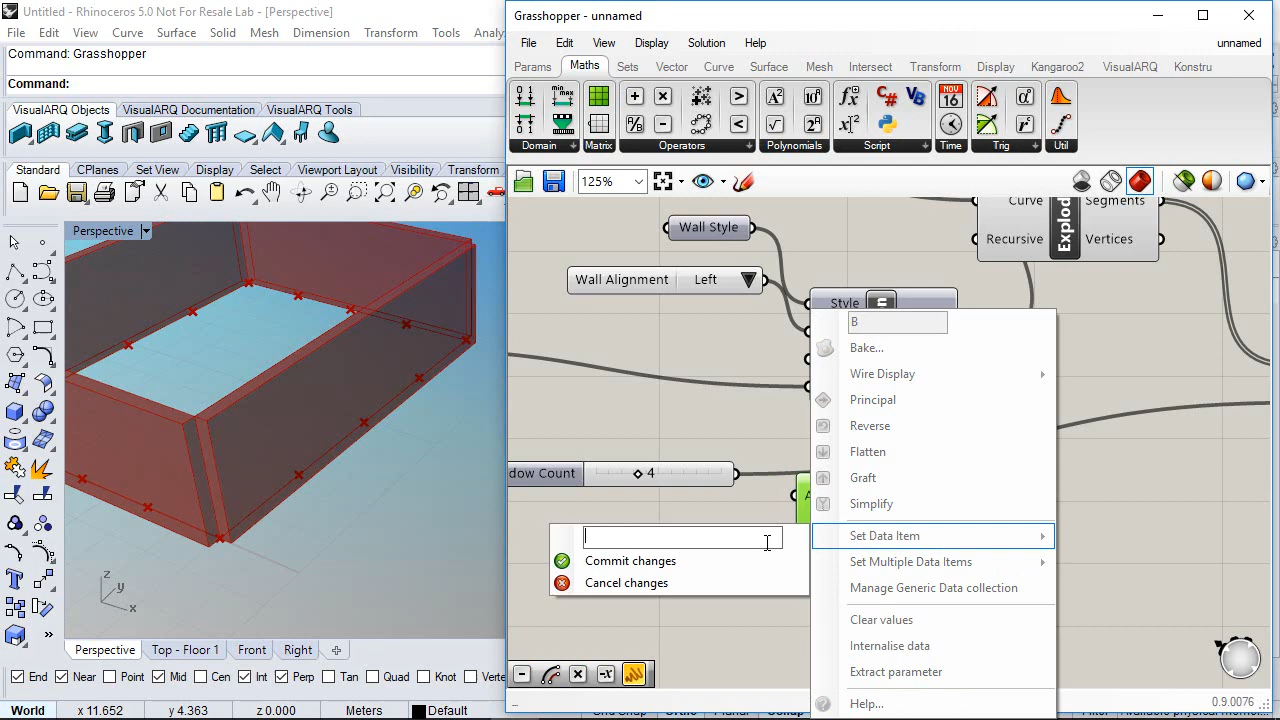 Untitled - Rhinoceros 5.0 Not For Resale Lab - [Perspective]
File Edit View Curve Surface Solid Mesh Dimension Transform Tools Analy
Command: Grasshopper
Command:
VisualARQ Objects VisualARQ Documentation VisualARQ Tools
Standard CPlanes Set View Display Select Viewport Layout Visibility Transform
Perspective
z
y
x
Perspective Top - Floor 1 Front Right
End Near Point Mid Cen Int Perp Tan Quad Knot Verte
World x 11.65 y 4.363 z 0.000 Meters Default
Grasshopper - unnamed
File Edit View Display Solution Help unnamed
Params Maths Sets Vector Curve Surface Mesh Intersect Transform Display Kangaroo2 VisualARQ Konstru
Domain Matrix Operators Polynomials Script Time Trig Util
125%
Curve Segments
Recursive Vertices
Explod
Wall Style
Wall Alignment Left
Style
dow Count 4
A
B
Bake...
Wire Display
Principal
Reverse
Flatten
Graft
Simplify
Set Data Item
Set Multiple Data Items
Manage Generic Data collection
Clear values
Internalise data
Extract parameter
Help...
Commit changes
Cancel changes
...
0.9.0076